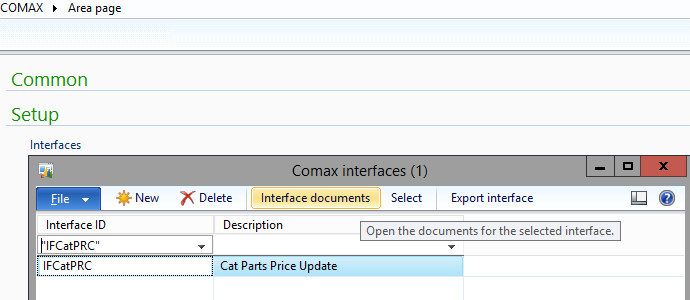 COMAX ▸ Area page
Common
Setup
Interfaces
Comax interfaces (1)
File New Delete Interface documents Select Export interface
Interface ID Description
"IFCatPRC"
Open the documents for the selected interface.
IFCatPRC Cat Parts Price Update